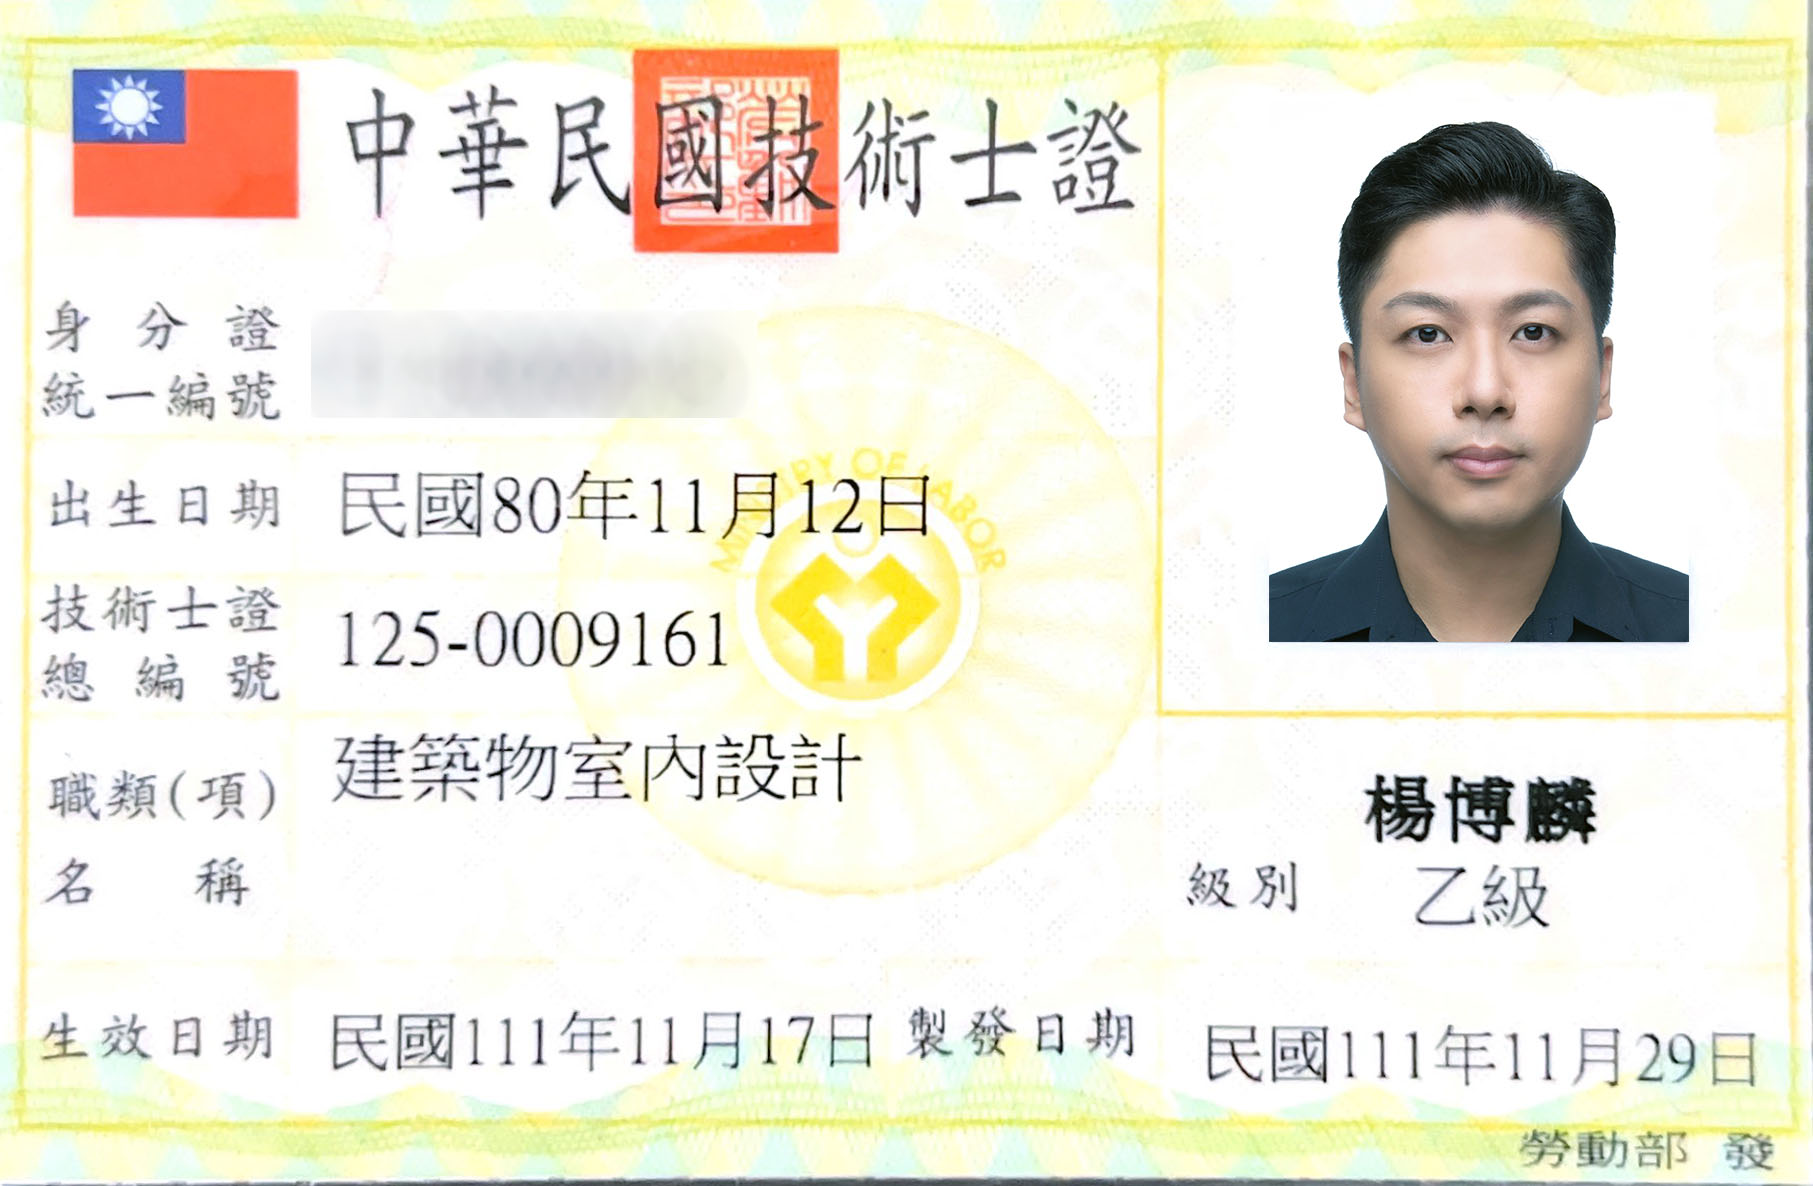 中華民國技術士證
身分證
統一編號
出生日期 民國80年11月12日
MINISTRY OF LABOR
技術士證
總編號 125-0009161
職類(項)
名稱 建築物室內設計
楊博麟
級別 乙級
生效日期 民國111年11月17日 製發日期 民國111年11月29日
勞動部 發